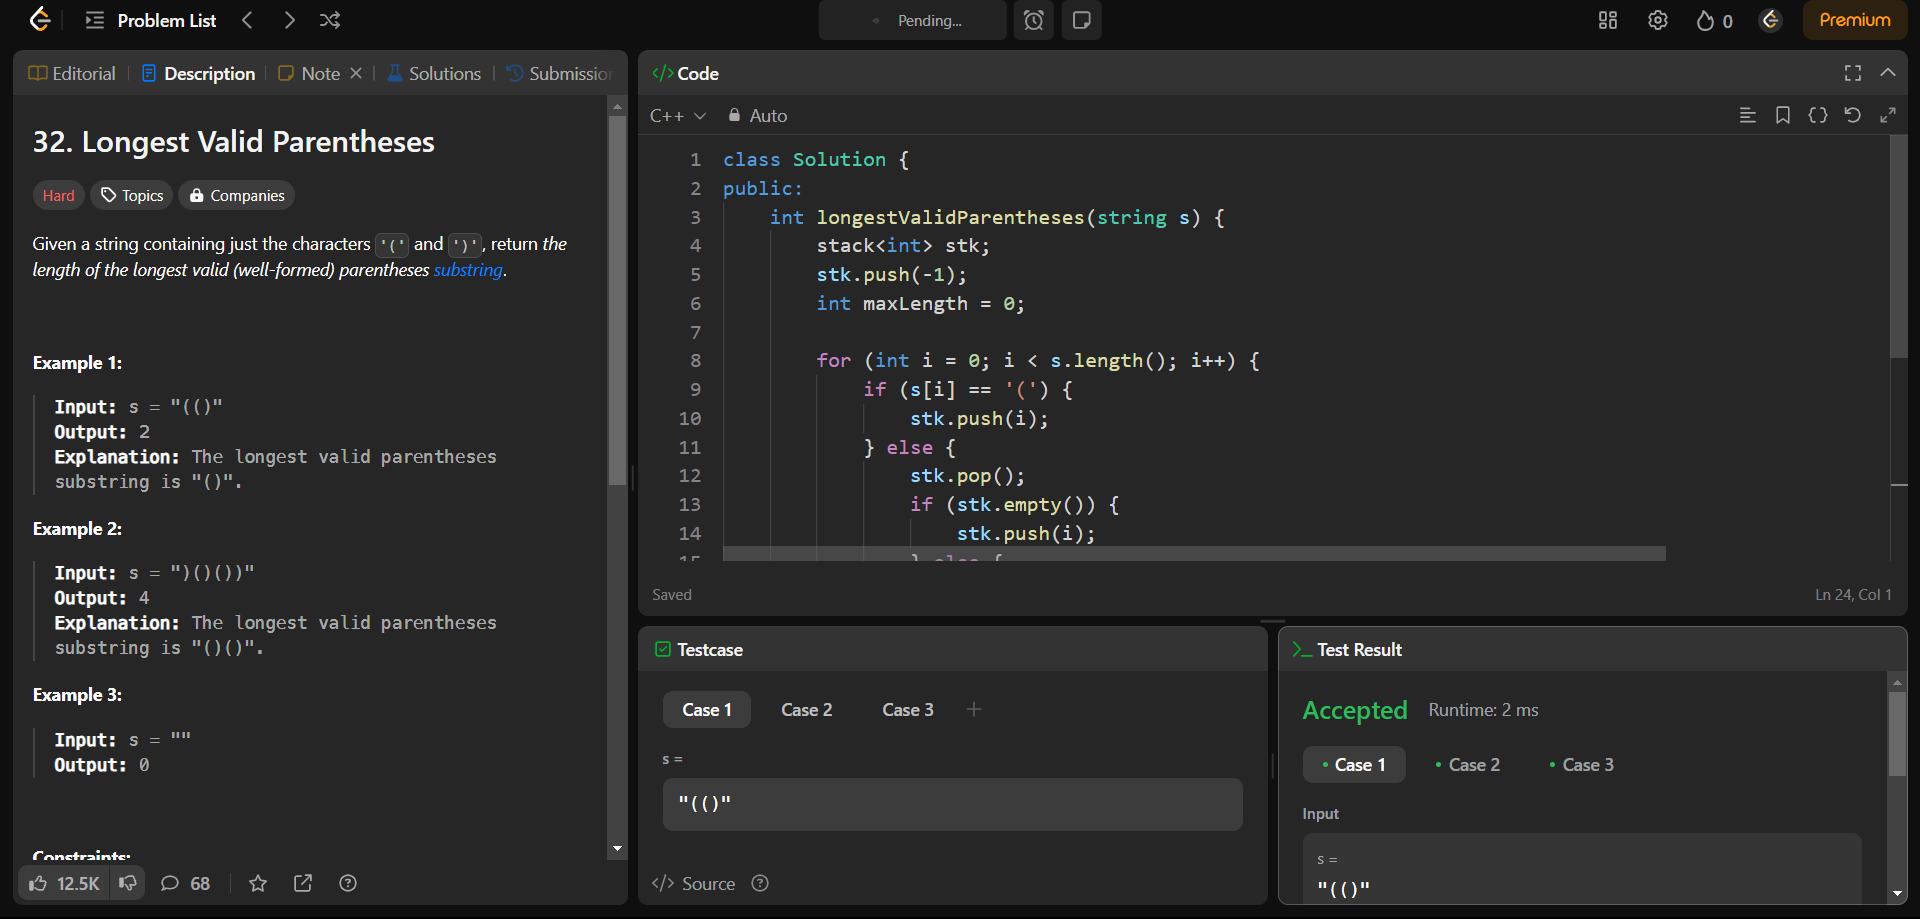 Problem List
Pending...
0
Premium
Editorial
Description
Note
Solutions
Submissio
32. Longest Valid Parentheses
Hard
Topics
Companies
Given a string containing just the characters '(' and ')', return the
length of the longest valid (well-formed) parentheses substring.
Example 1:
Input: s = "(()"
Output: 2
Explanation: The longest valid parentheses
substring is "()".
Example 2:
Input: s = ")()())"
Output: 4
Explanation: The longest valid parentheses
substring is "()()".
Example 3:
Input: s = ""
Output: 0
Constraints:
12.5K
68
</> Code
C++
Auto
1 class Solution {
2 public:
3 int longestValidParentheses(string s) {
4 stack<int> stk;
5 stk.push(-1);
6 int maxLength = 0;
7
8 for (int i = 0; i < s.length(); i++) {
9 if (s[i] == '(') {
10 stk.push(i);
11 } else {
12 stk.pop();
13 if (stk.empty()) {
14 stk.push(i);
15 } else {
Saved
Ln 24, Col 1
Testcase
Case 1
Case 2
Case 3
s =
"(()"
</> Source
Test Result
Accepted
Runtime: 2 ms
Case 1
Case 2
Case 3
Input
s =
"(()"